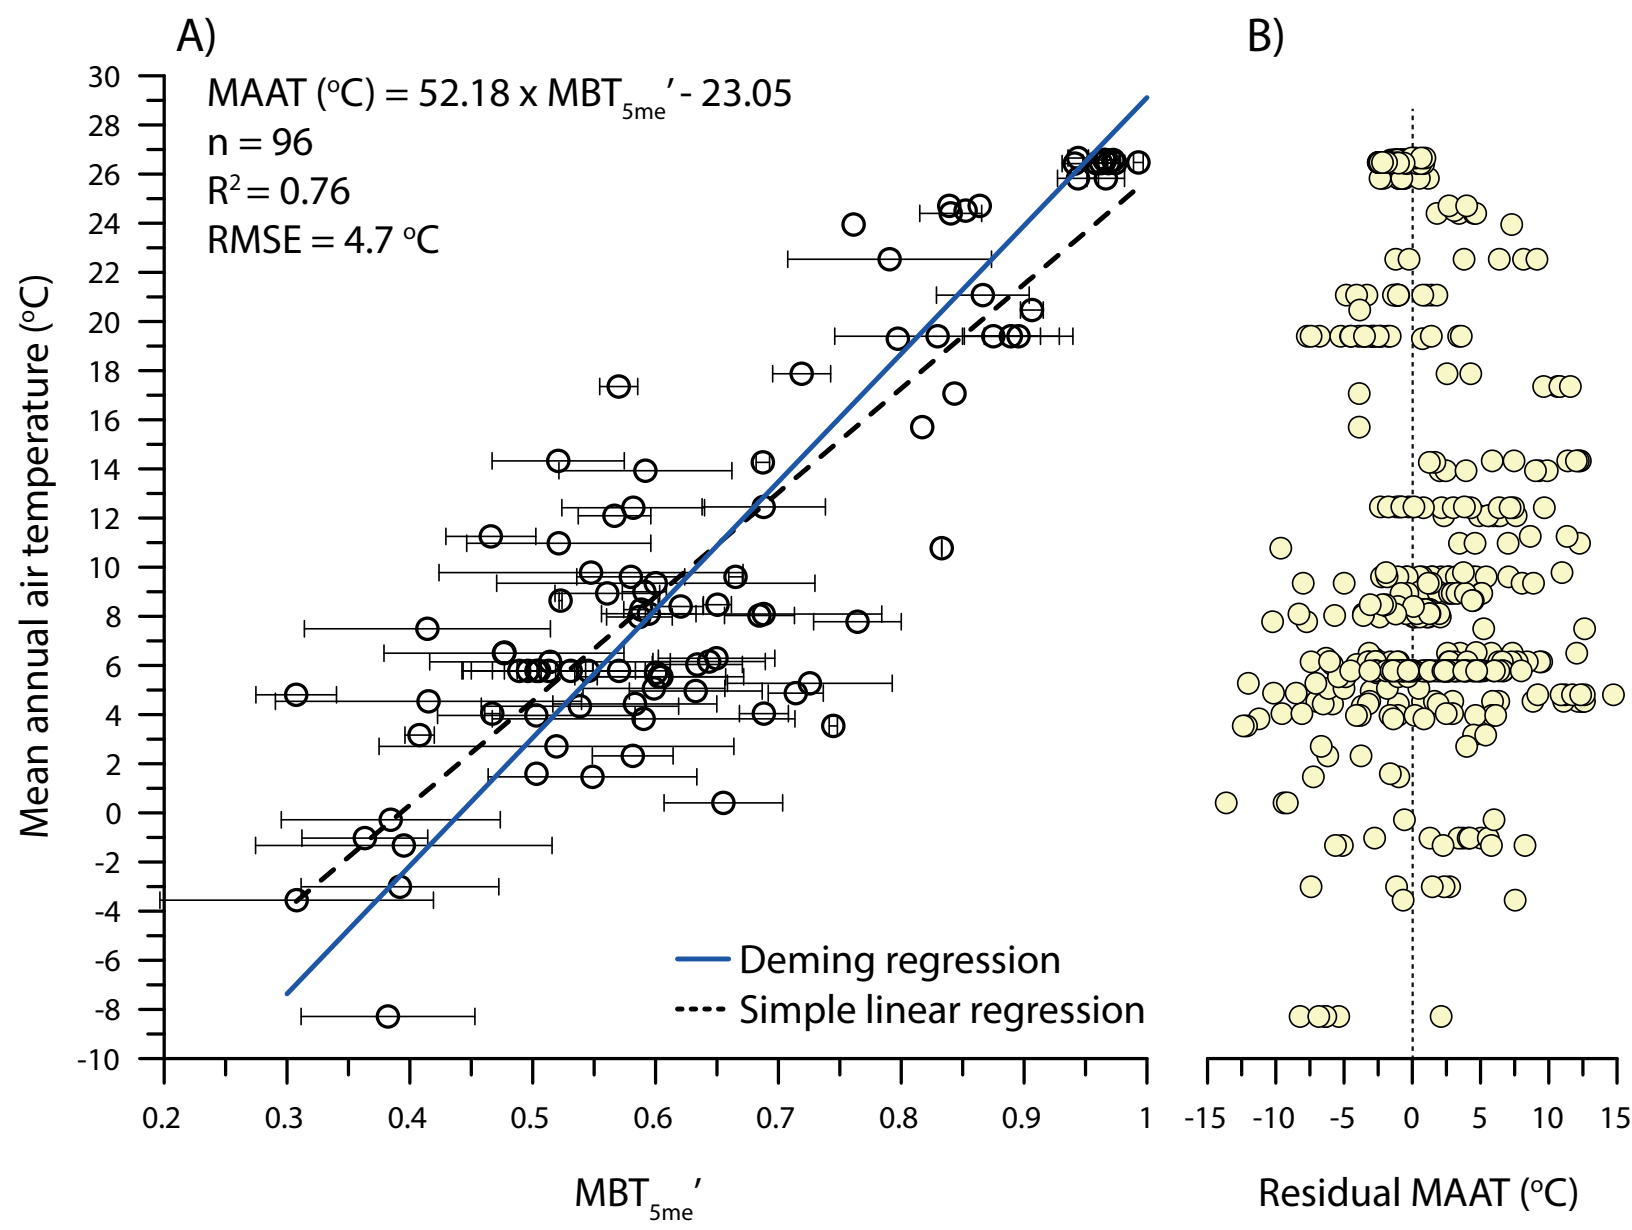 A)
MAAT (°C) = 52.18 x MBT5me′ - 23.05
n = 96
R² = 0.76
RMSE = 4.7 °C
Mean annual air temperature (°C)
30
28
26
24
22
20
18
16
14
12
10
8
6
4
2
0
-2
-4
-6
-8
-10
Deming regression
Simple linear regression
0.2 0.3 0.4 0.5 0.6 0.7 0.8 0.9 1
MBT5me′
B)
-15 -10 -5 0 5 10 15
Residual MAAT (°C)